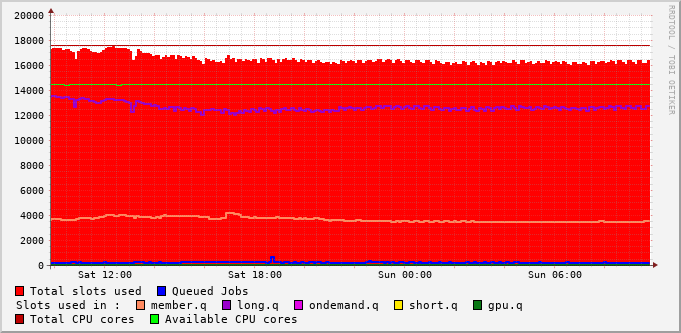 RRDTOOL / TOBI OETIKER
20000
18000
16000
14000
12000
10000
8000
6000
4000
2000
0
Sat 12:00 Sat 18:00 Sun 00:00 Sun 06:00
Total slots used Queued Jobs
Slots used in : member.q long.q ondemand.q short.q gpu.q
Total CPU cores Available CPU cores